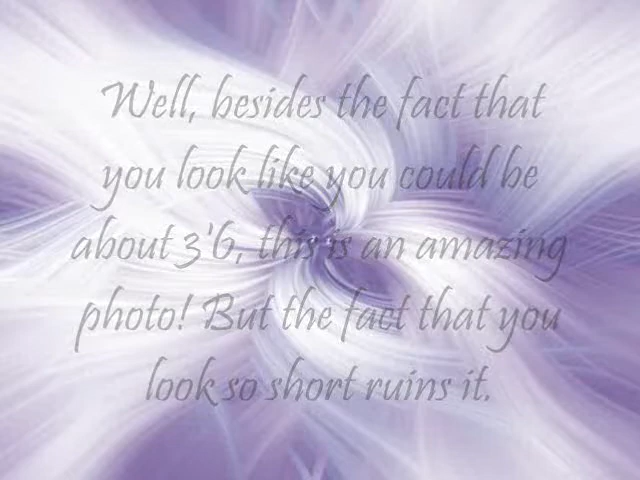 Well, besides the fact that
you look like you could be
about 3'6, this is an amazing
photo! But the fact that you
look so short ruins it.